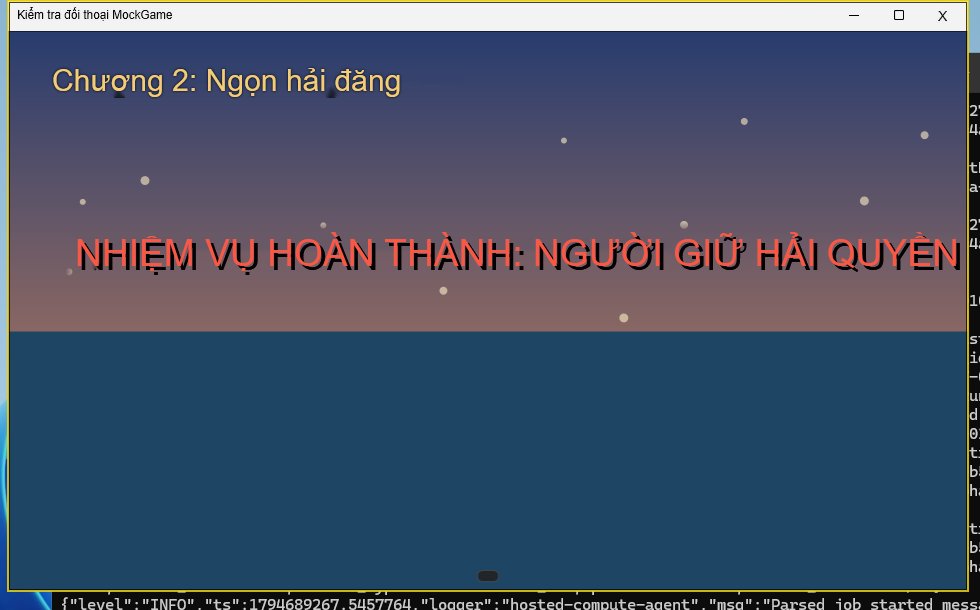 Kiểm tra đối thoại MockGame
Chương 2: Ngọn hải đăng
NHIỆM VỤ HOÀN THÀNH: NGƯỜI GIỮ HẢI QUYỀN
{"level":"INFO","ts":1794689267.5457764,"logger":"hosted-compute-agent","msg":"Parsed job started mes